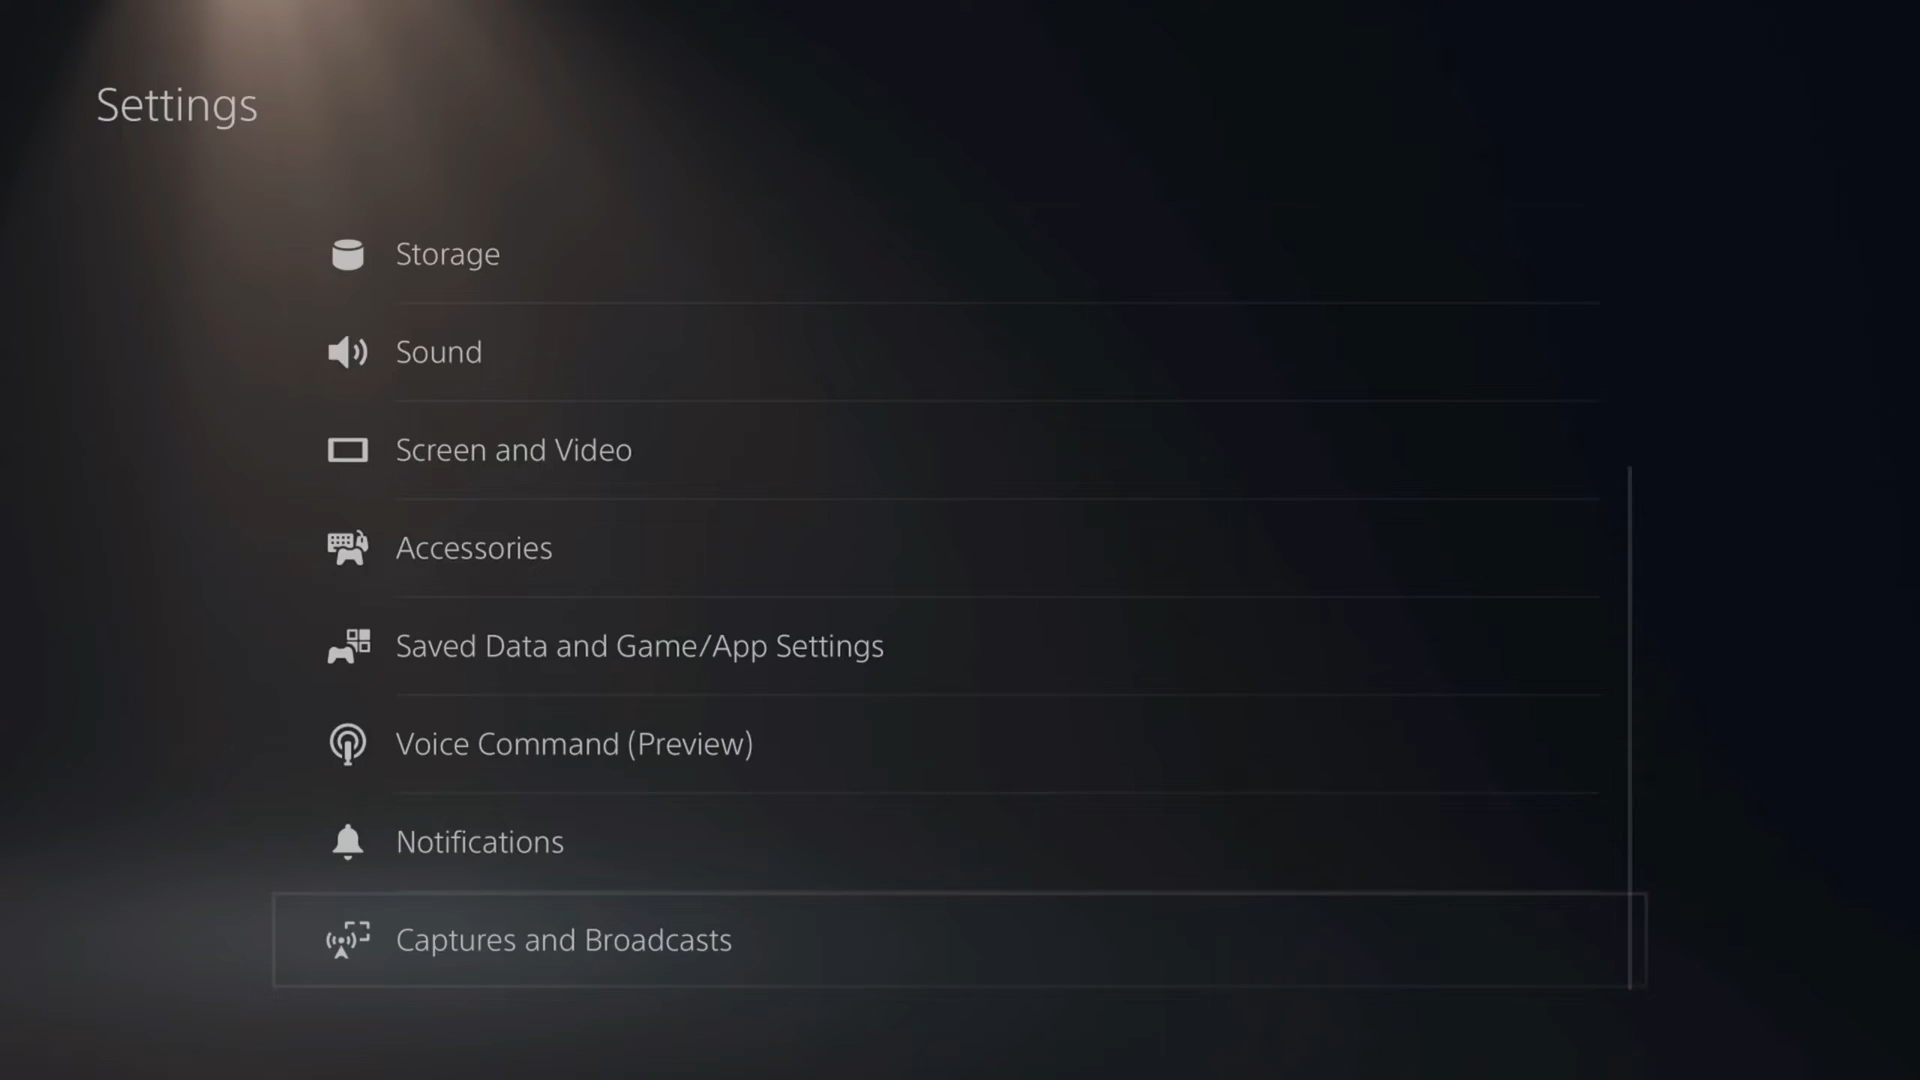 Settings
Storage
Sound
Screen and Video
Accessories
Saved Data and Game/App Settings
Voice Command (Preview)
Notifications
Captures and Broadcasts